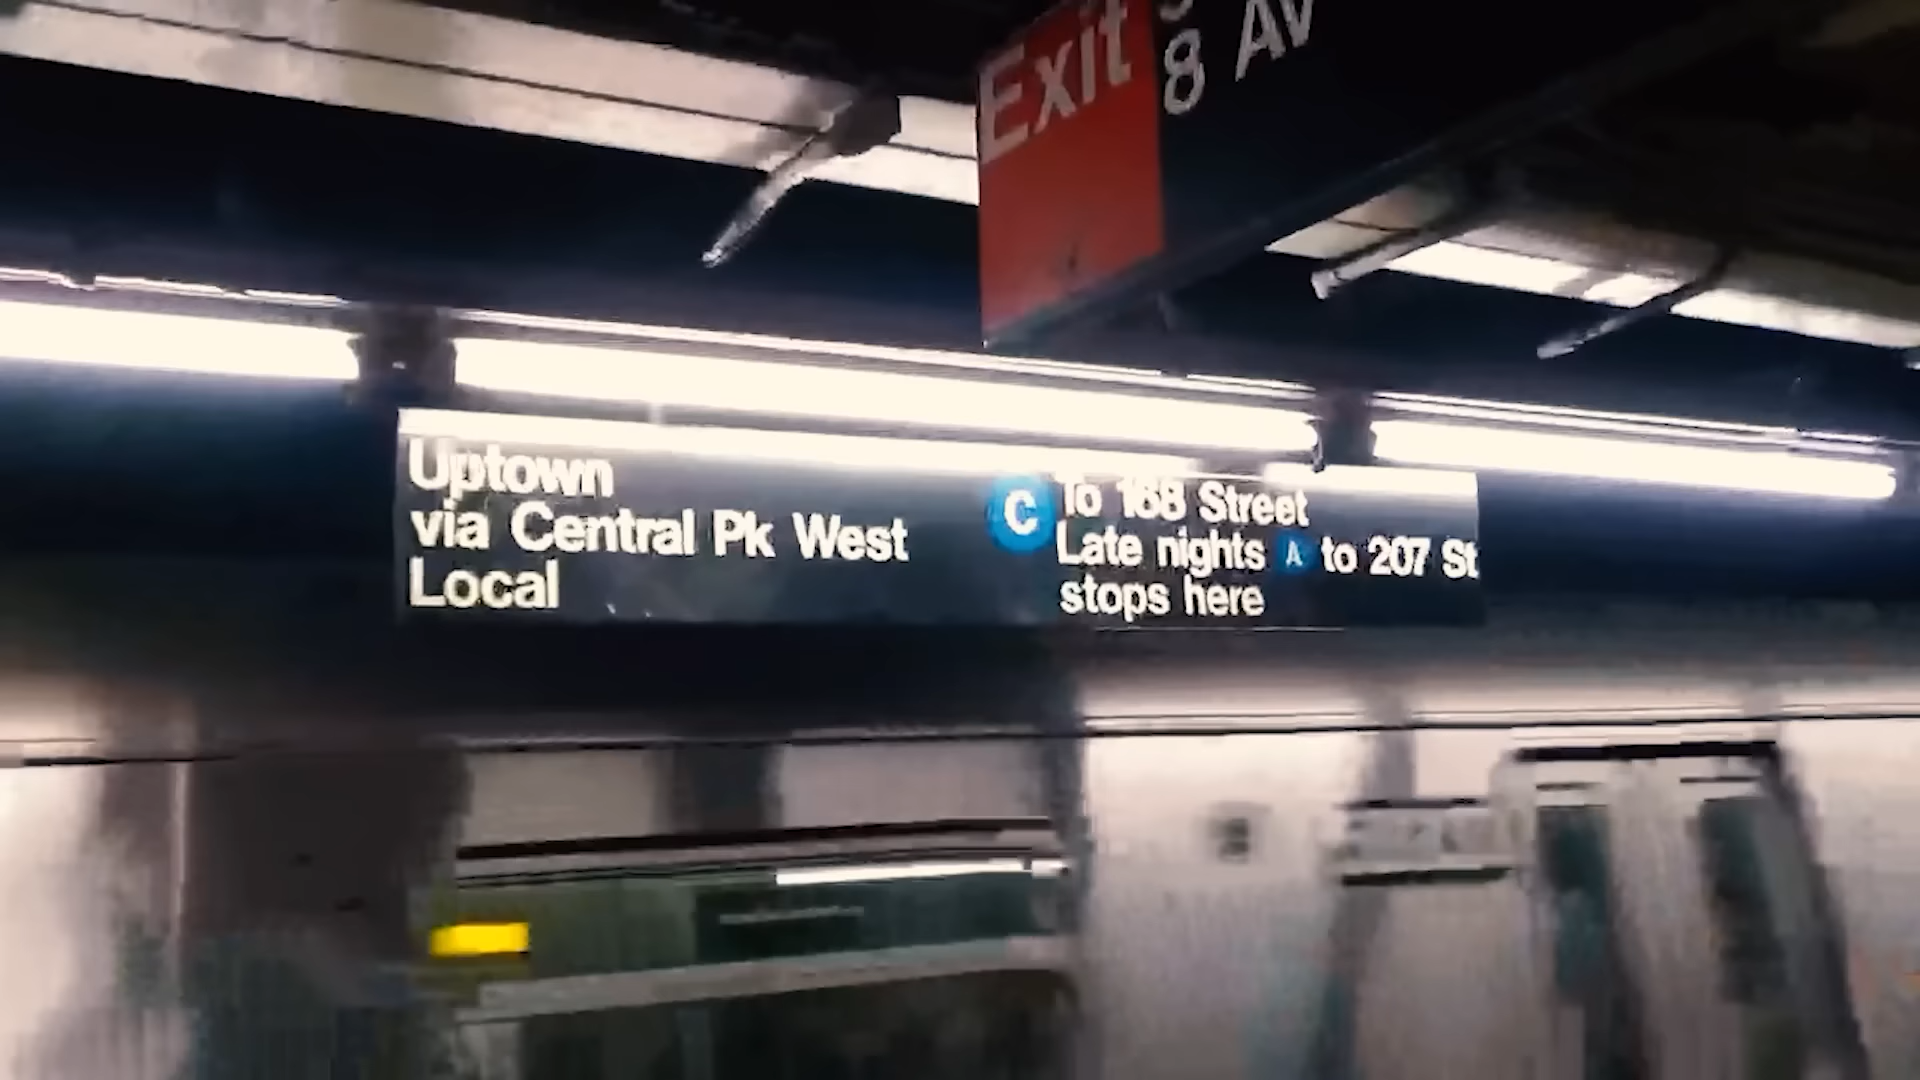 Exit
8 Av
Uptown
via Central Pk West
Local
C To 168 Street
Late nights A to 207 St
stops here